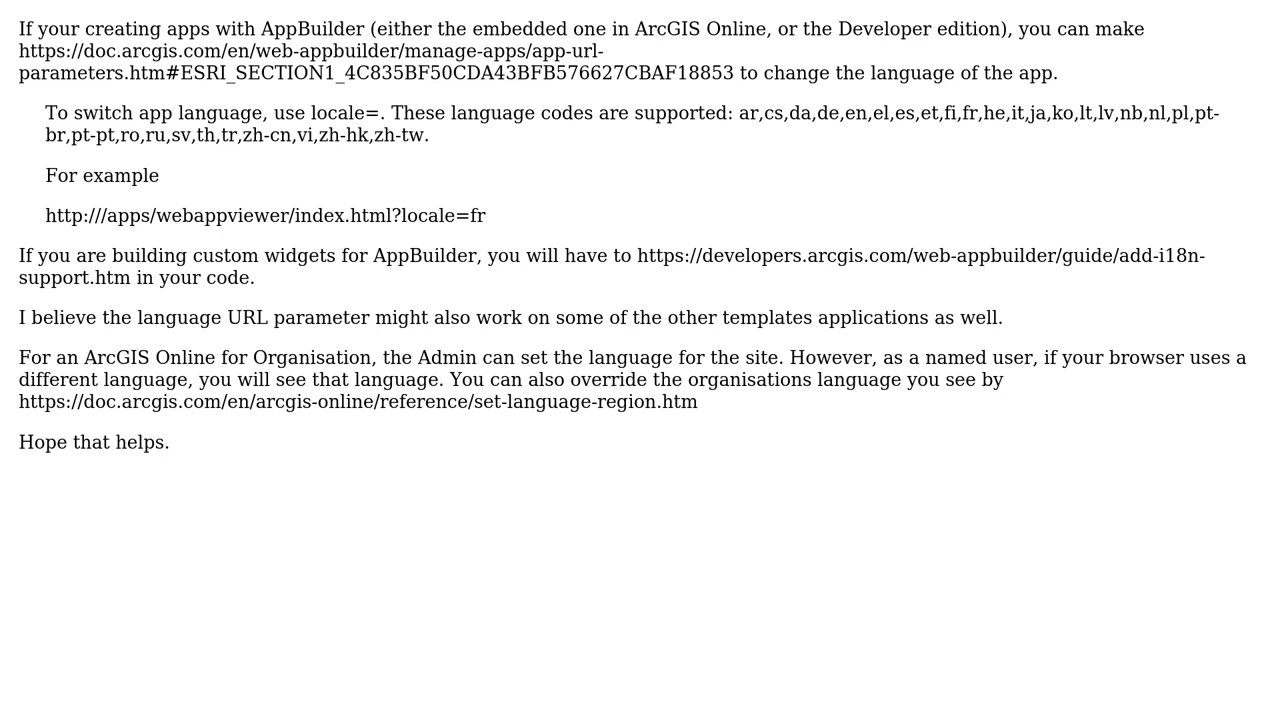 If your creating apps with AppBuilder (either the embedded one in ArcGIS Online, or the Developer edition), you can make
https://doc.arcgis.com/en/web-appbuilder/manage-apps/app-url-
parameters.htm#ESRI_SECTION1_4C835BF50CDA43BFB576627CBAF18853 to change the language of the app.
To switch app language, use locale=. These language codes are supported: ar,cs,da,de,en,el,es,et,fi,fr,he,it,ja,ko,lt,lv,nb,nl,pl,pt-
br,pt-pt,ro,ru,sv,th,tr,zh-cn,vi,zh-hk,zh-tw.
For example
http:///apps/webappviewer/index.html?locale=fr
If you are building custom widgets for AppBuilder, you will have to https://developers.arcgis.com/web-appbuilder/guide/add-i18n-
support.htm in your code.
I believe the language URL parameter might also work on some of the other templates applications as well.
For an ArcGIS Online for Organisation, the Admin can set the language for the site. However, as a named user, if your browser uses a
different language, you will see that language. You can also override the organisations language you see by
https://doc.arcgis.com/en/arcgis-online/reference/set-language-region.htm
Hope that helps.